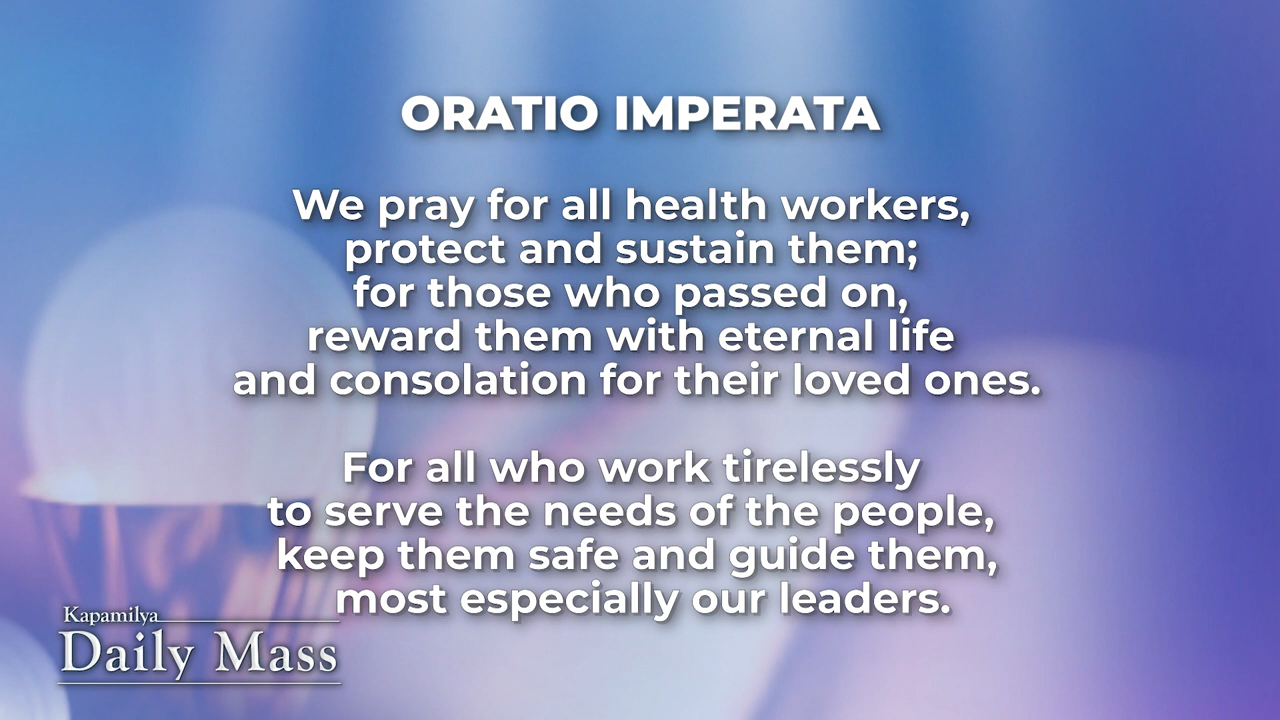 ORATIO IMPERATA
We pray for all health workers,
protect and sustain them;
for those who passed on,
reward them with eternal life
and consolation for their loved ones.
For all who work tirelessly
to serve the needs of the people,
keep them safe and guide them,
most especially our leaders.
Kapamilya
Daily Mass